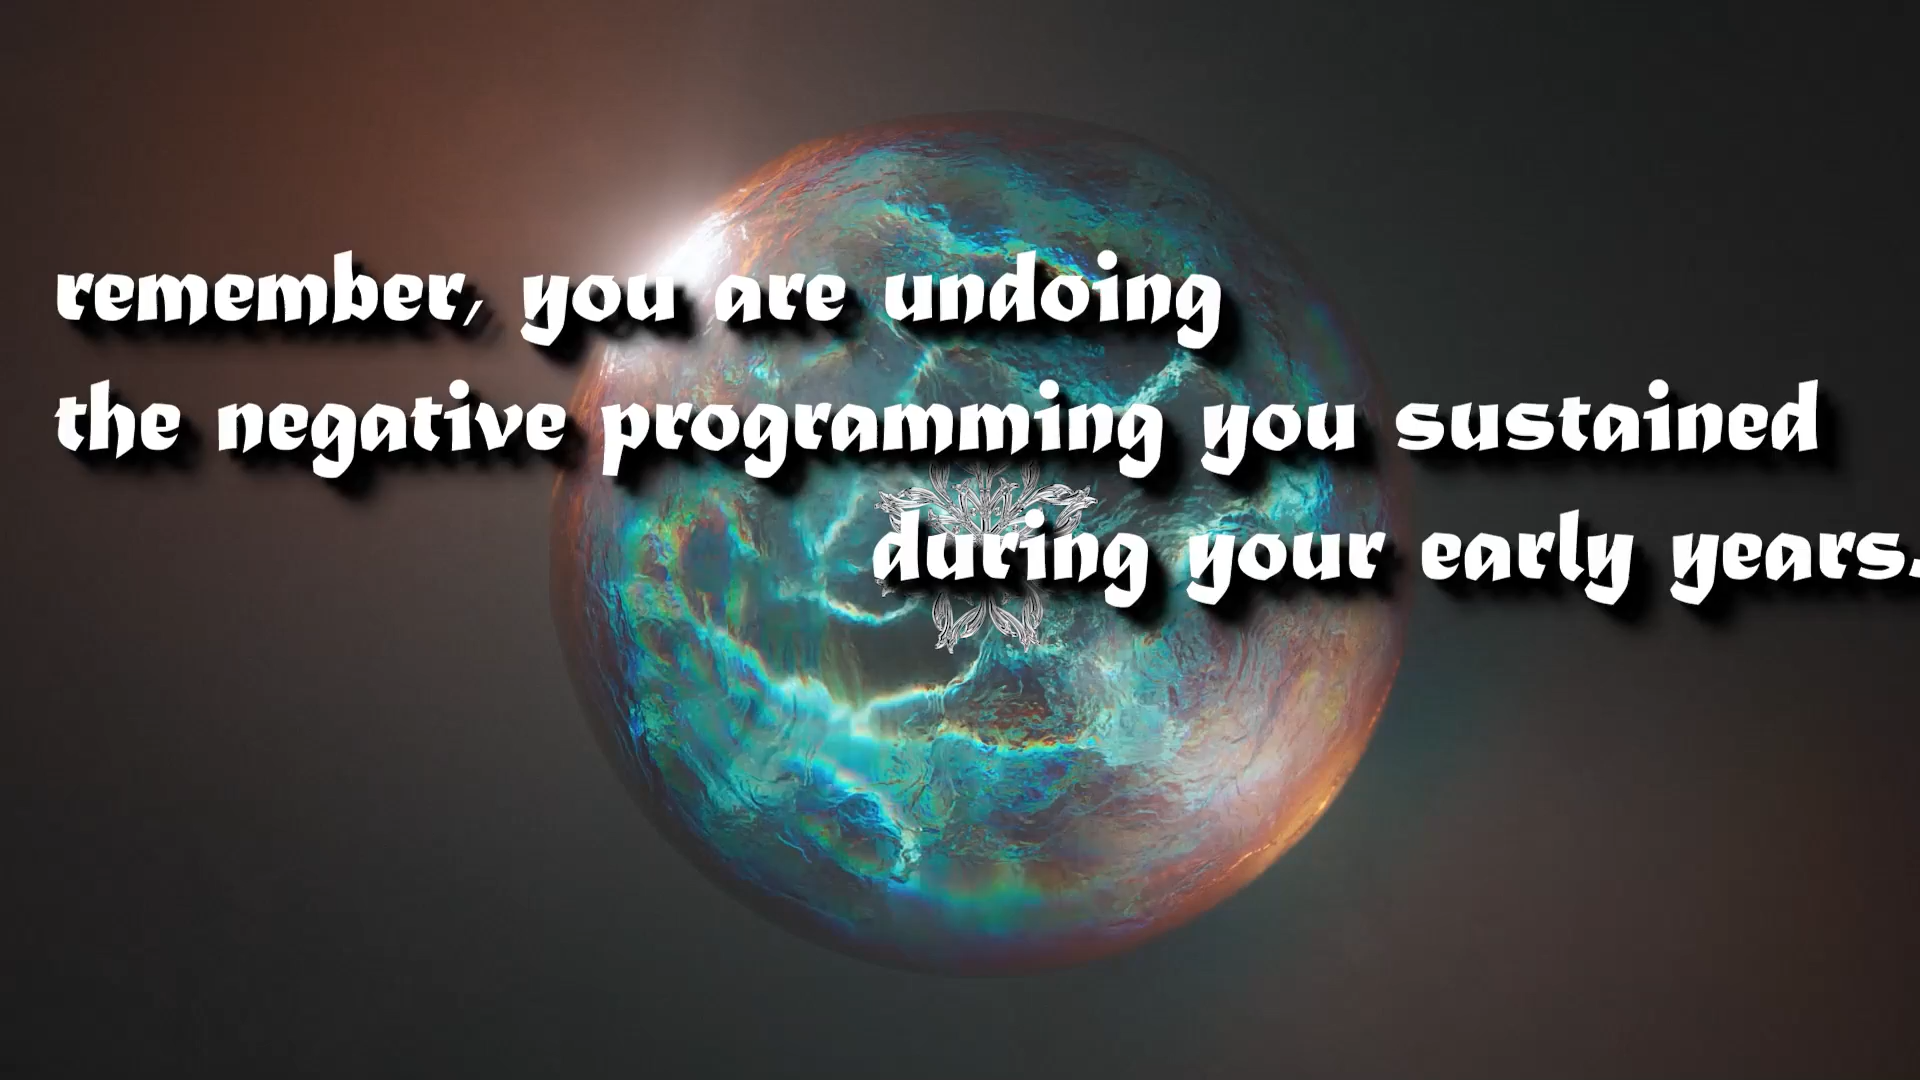 remember, you are undoing
the negative programming you sustained
during your early years.